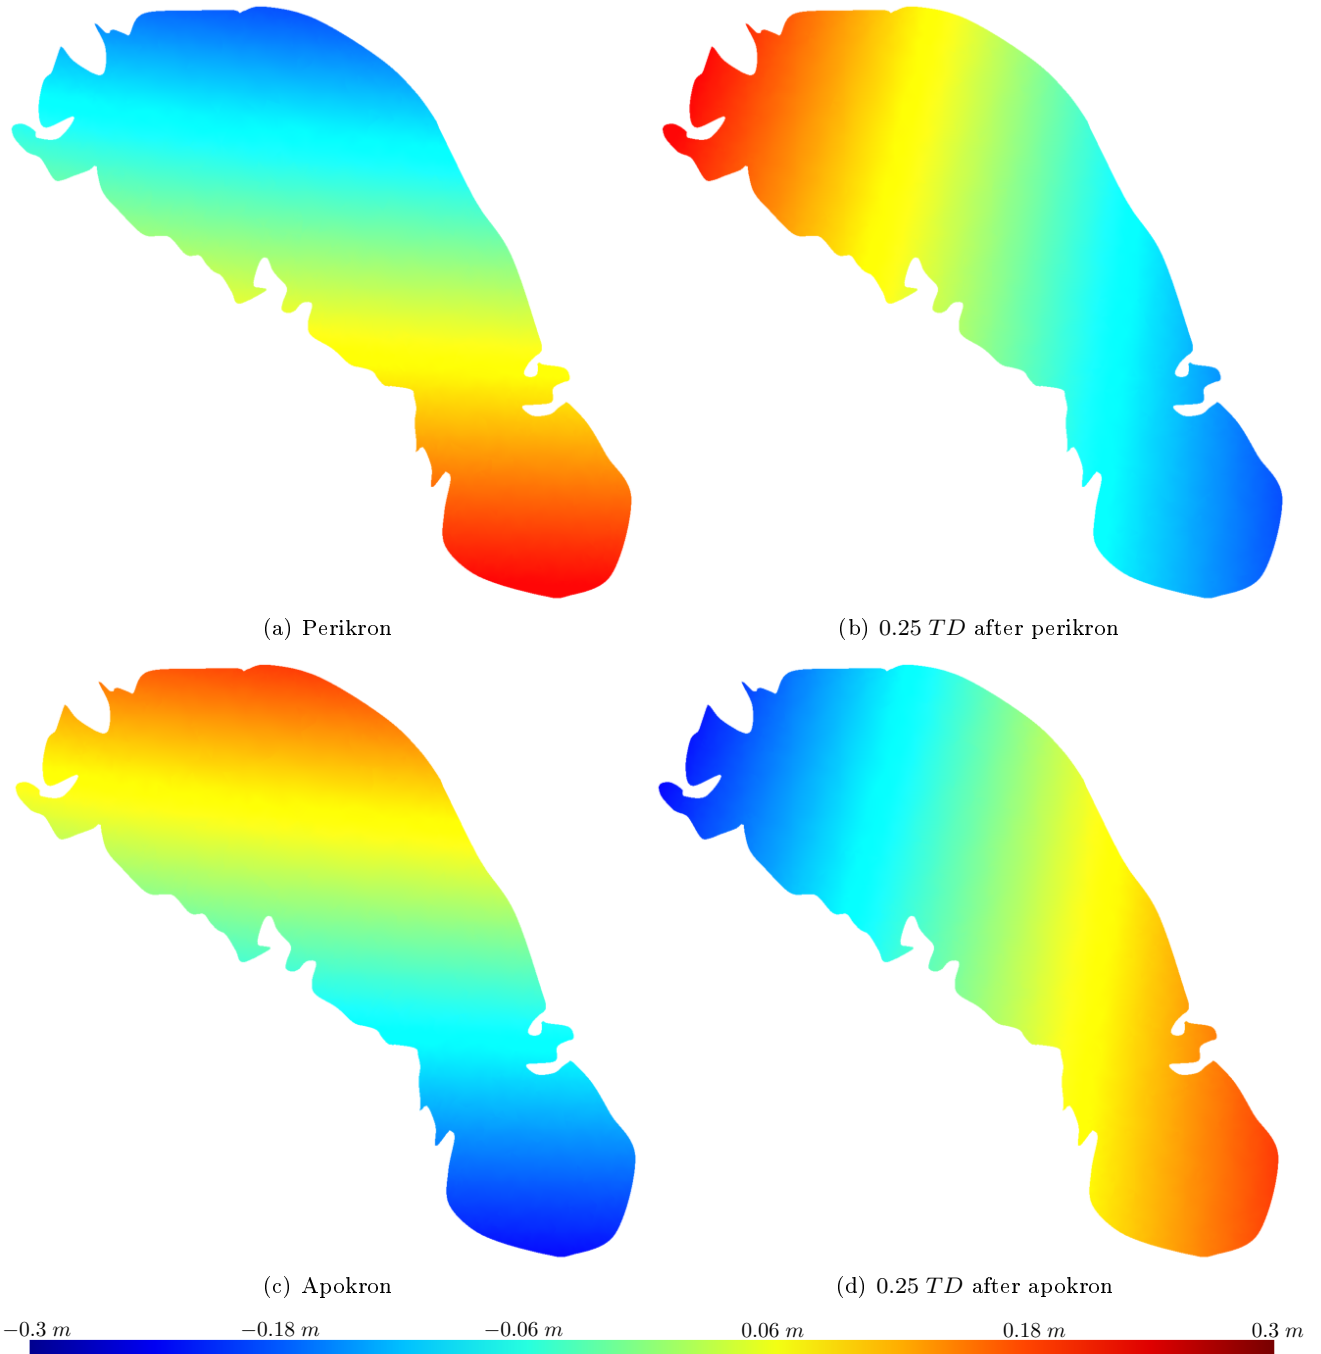 (a) Perikron
(b) 0.25 TD after perikron
(c) Apokron
(d) 0.25 TD after apokron
−0.3 m −0.18 m −0.06 m 0.06 m 0.18 m 0.3 m